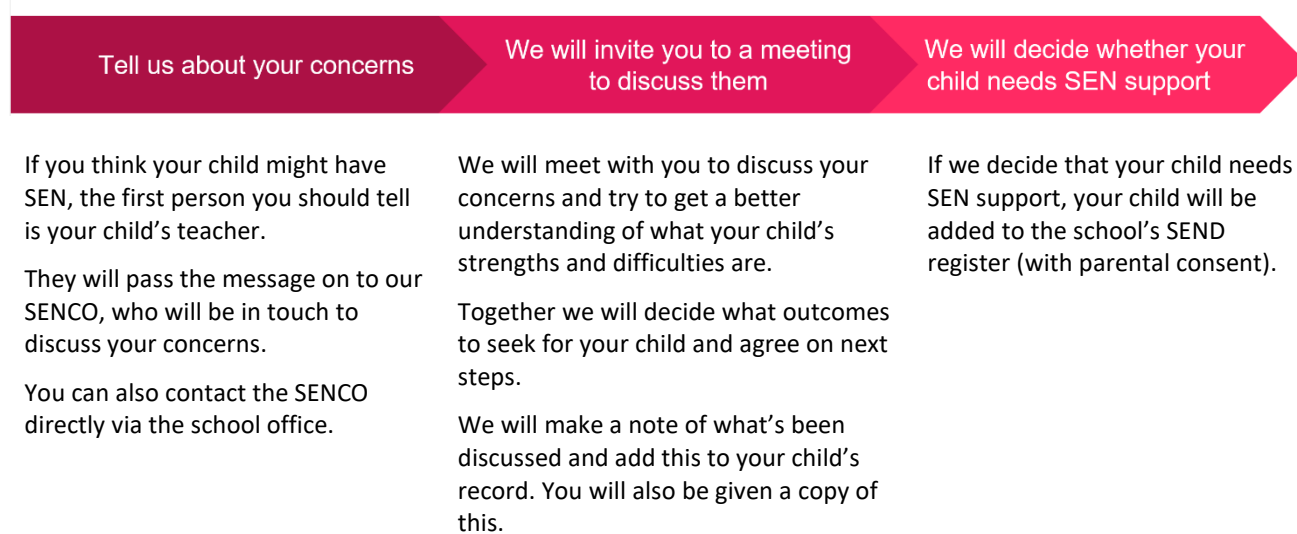 Tell us about your concerns
We will invite you to a meeting
to discuss them
We will decide whether your
child needs SEN support
If you think your child might have
SEN, the first person you should tell
is your child’s teacher.
They will pass the message on to our
SENCO, who will be in touch to
discuss your concerns.
You can also contact the SENCO
directly via the school office.
We will meet with you to discuss your
concerns and try to get a better
understanding of what your child’s
strengths and difficulties are.
Together we will decide what outcomes
to seek for your child and agree on next
steps.
We will make a note of what’s been
discussed and add this to your child’s
record. You will also be given a copy of
this.
If we decide that your child needs
SEN support, your child will be
added to the school’s SEND
register (with parental consent).